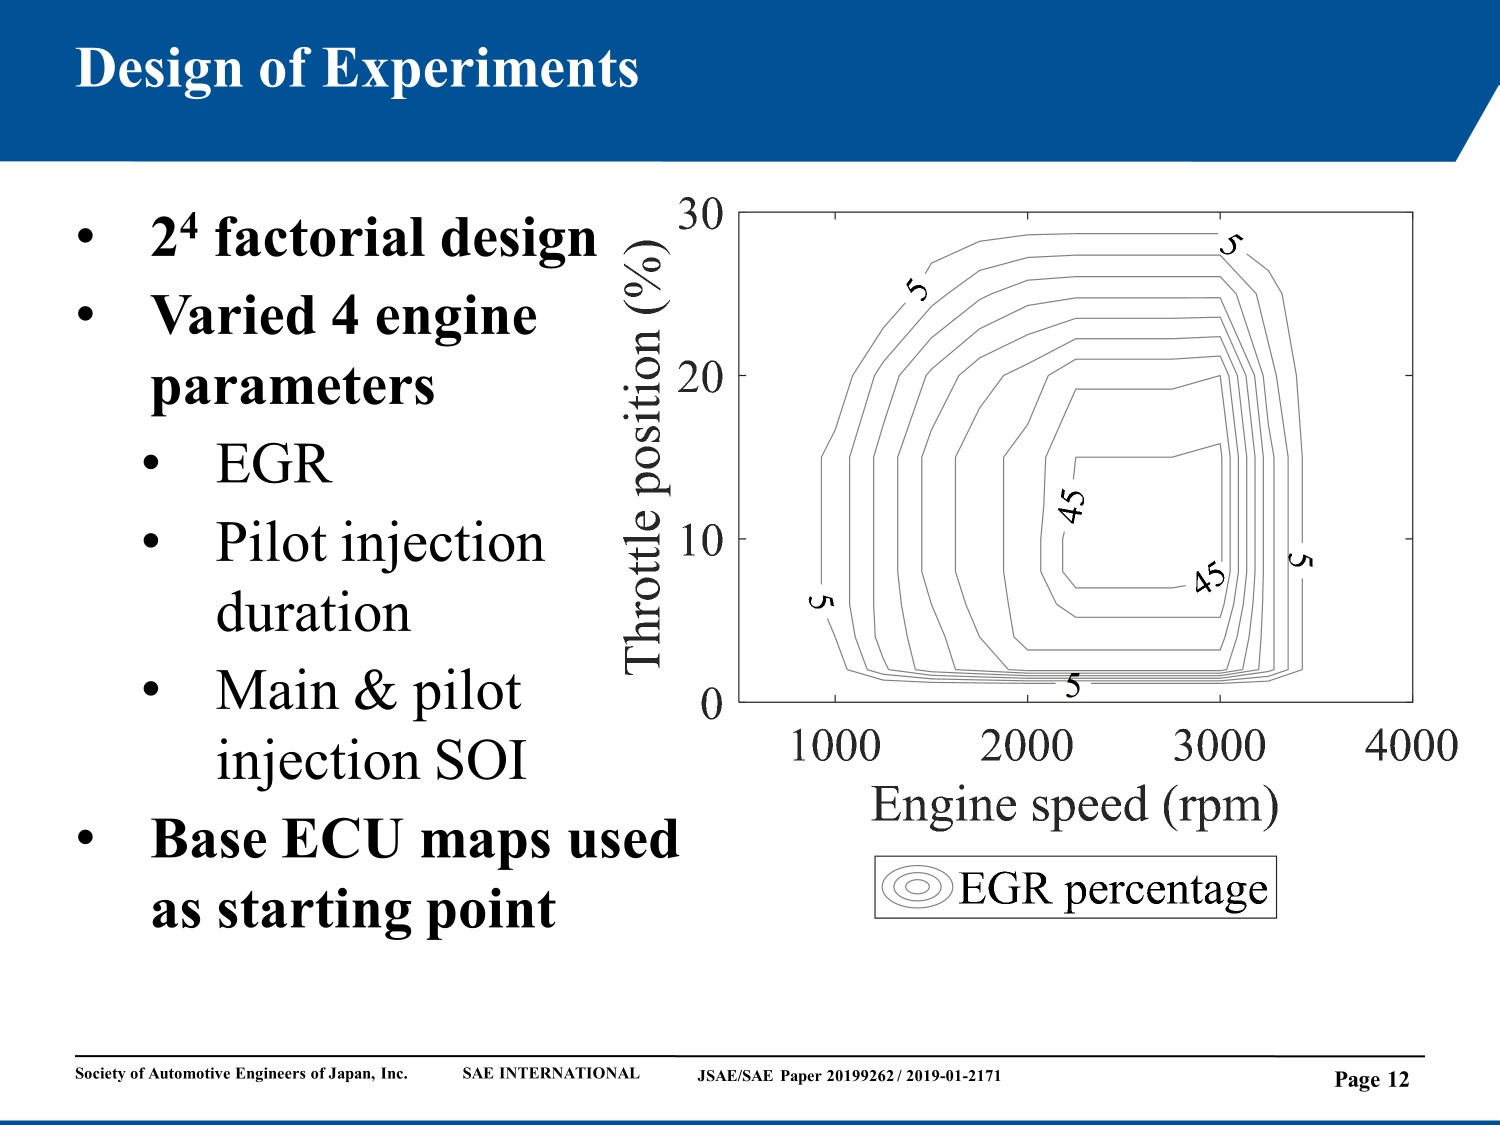 Design of Experiments
• 2⁴ factorial design
• Varied 4 engine
parameters
• EGR
• Pilot injection
duration
• Main & pilot
injection SOI
• Base ECU maps used
as starting point
Throttle position (%)
30
20
10
0
5
5
45
45
5
5
5
1000 2000 3000 4000
Engine speed (rpm)
EGR percentage
Society of Automotive Engineers of Japan, Inc. SAE INTERNATIONAL JSAE/SAE Paper 20199262 / 2019-01-2171 Page 12